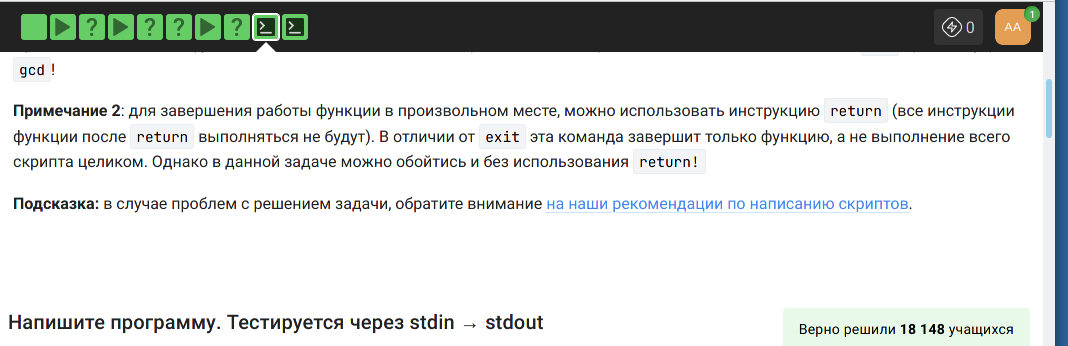 0
AA
1
gcd!
Примечание 2: для завершения работы функции в произвольном месте, можно использовать инструкцию return (все инструкции
функции после return выполняться не будут). В отличии от exit эта команда завершит только функцию, а не выполнение всего
скрипта целиком. Однако в данной задаче можно обойтись и без использования return!
Подсказка: в случае проблем с решением задачи, обратите внимание на наши рекомендации по написанию скриптов.
Напишите программу. Тестируется через stdin → stdout
Верно решили 18 148 учащихся